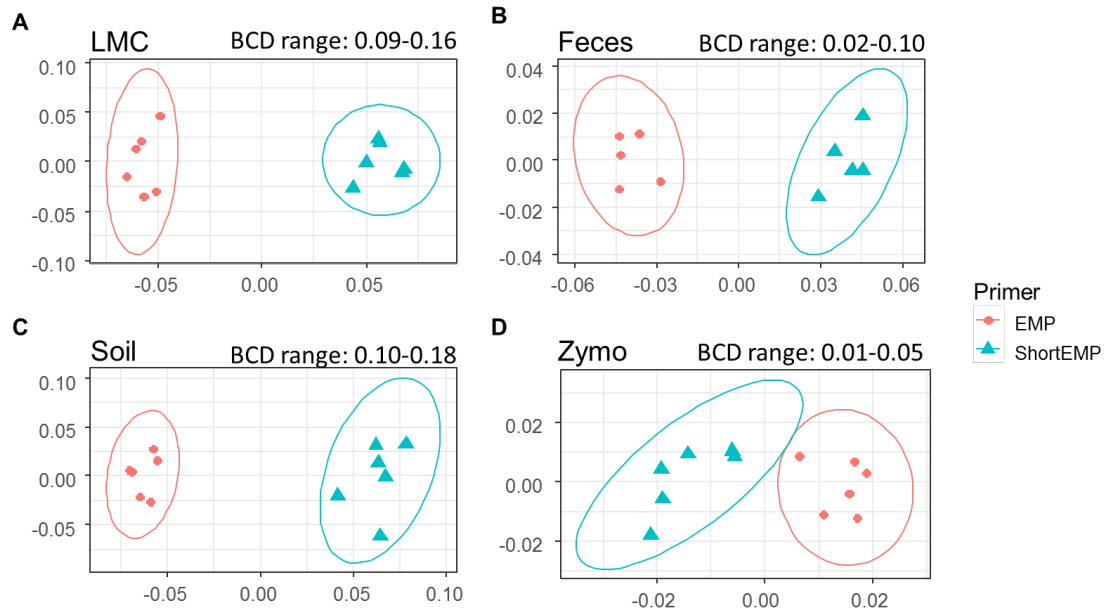 A
LMC
BCD range: 0.09-0.16
0.10
0.05
0.00
-0.05
-0.10
-0.05
0.00
0.05
B
Feces
BCD range: 0.02-0.10
0.04
0.02
0.00
-0.02
-0.04
-0.06
-0.03
0.00
0.03
0.06
C
Soil
BCD range: 0.10-0.18
0.10
0.05
0.00
-0.05
-0.05
0.00
0.05
0.10
D
Zymo
BCD range: 0.01-0.05
0.02
0.00
-0.02
-0.02
0.00
0.02
Primer
EMP
ShortEMP